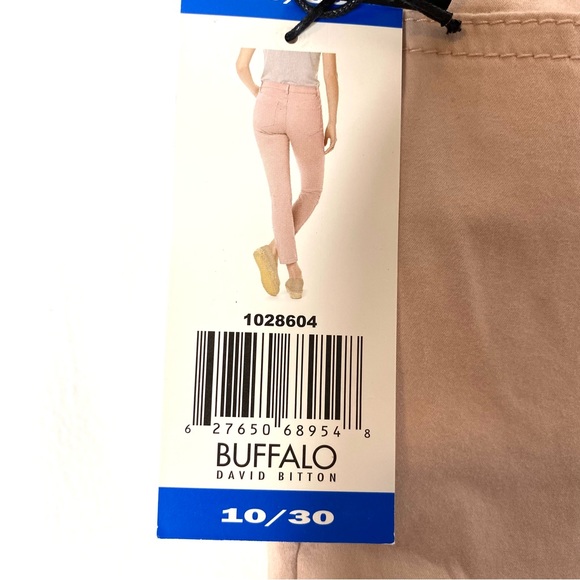 1028604
6 27650 68954 8
BUFFALO
DAVID BITTON
10/30